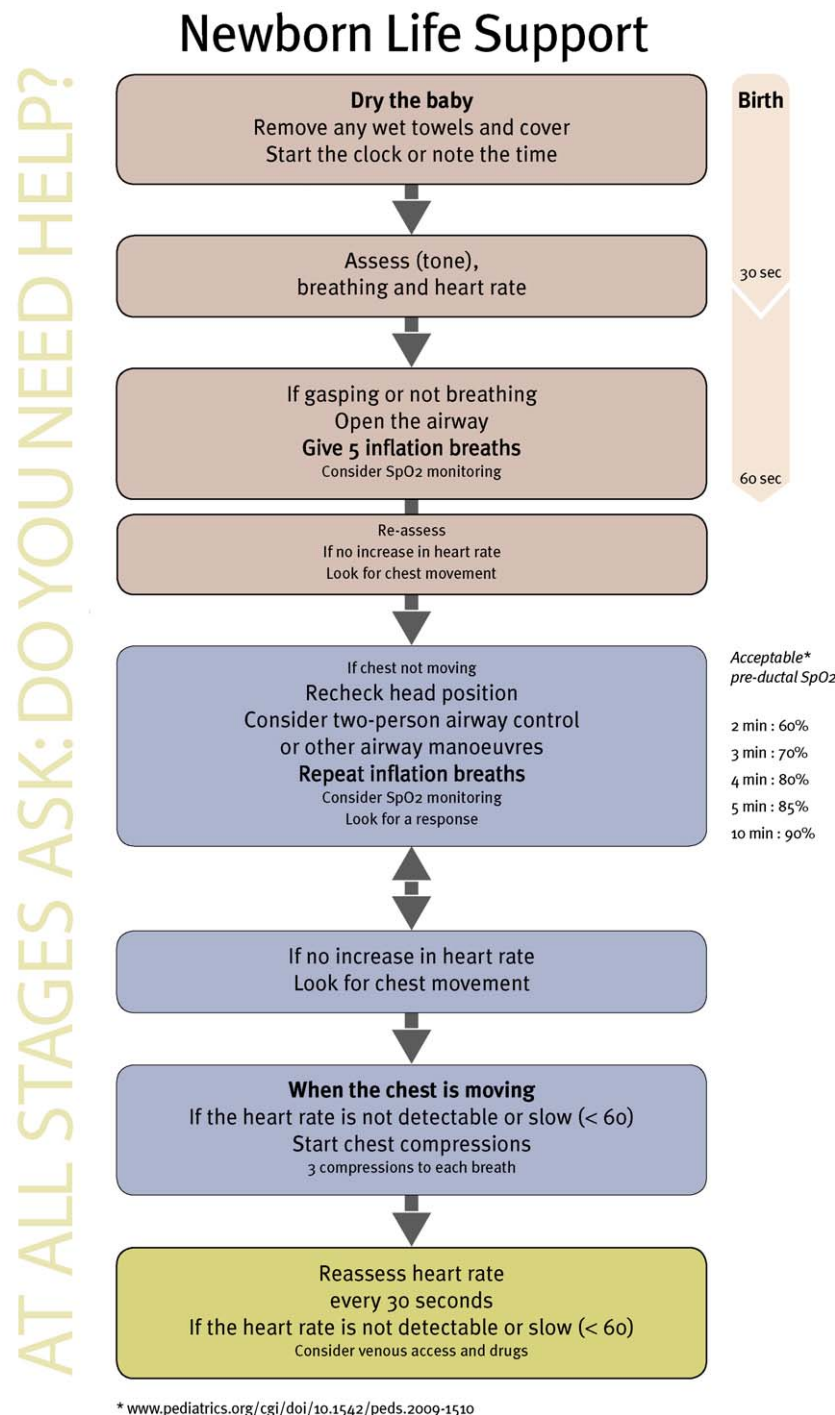 Newborn Life Support
AT ALL STAGES ASK: DO YOU NEED HELP?
Dry the baby
Remove any wet towels and cover
Start the clock or note the time
Birth
Assess (tone),
breathing and heart rate
30 sec
If gasping or not breathing
Open the airway
Give 5 inflation breaths
Consider SpO2 monitoring
60 sec
Re-assess
If no increase in heart rate
Look for chest movement
If chest not moving
Recheck head position
Consider two-person airway control
or other airway manoeuvres
Repeat inflation breaths
Consider SpO2 monitoring
Look for a response
Acceptable*
pre-ductal SpO2
2 min : 60%
3 min : 70%
4 min : 80%
5 min : 85%
10 min : 90%
If no increase in heart rate
Look for chest movement
When the chest is moving
If the heart rate is not detectable or slow (< 60)
Start chest compressions
3 compressions to each breath
Reassess heart rate
every 30 seconds
If the heart rate is not detectable or slow (< 60)
Consider venous access and drugs
* www.pediatrics.org/cgi/doi/10.1542/peds.2009-1510